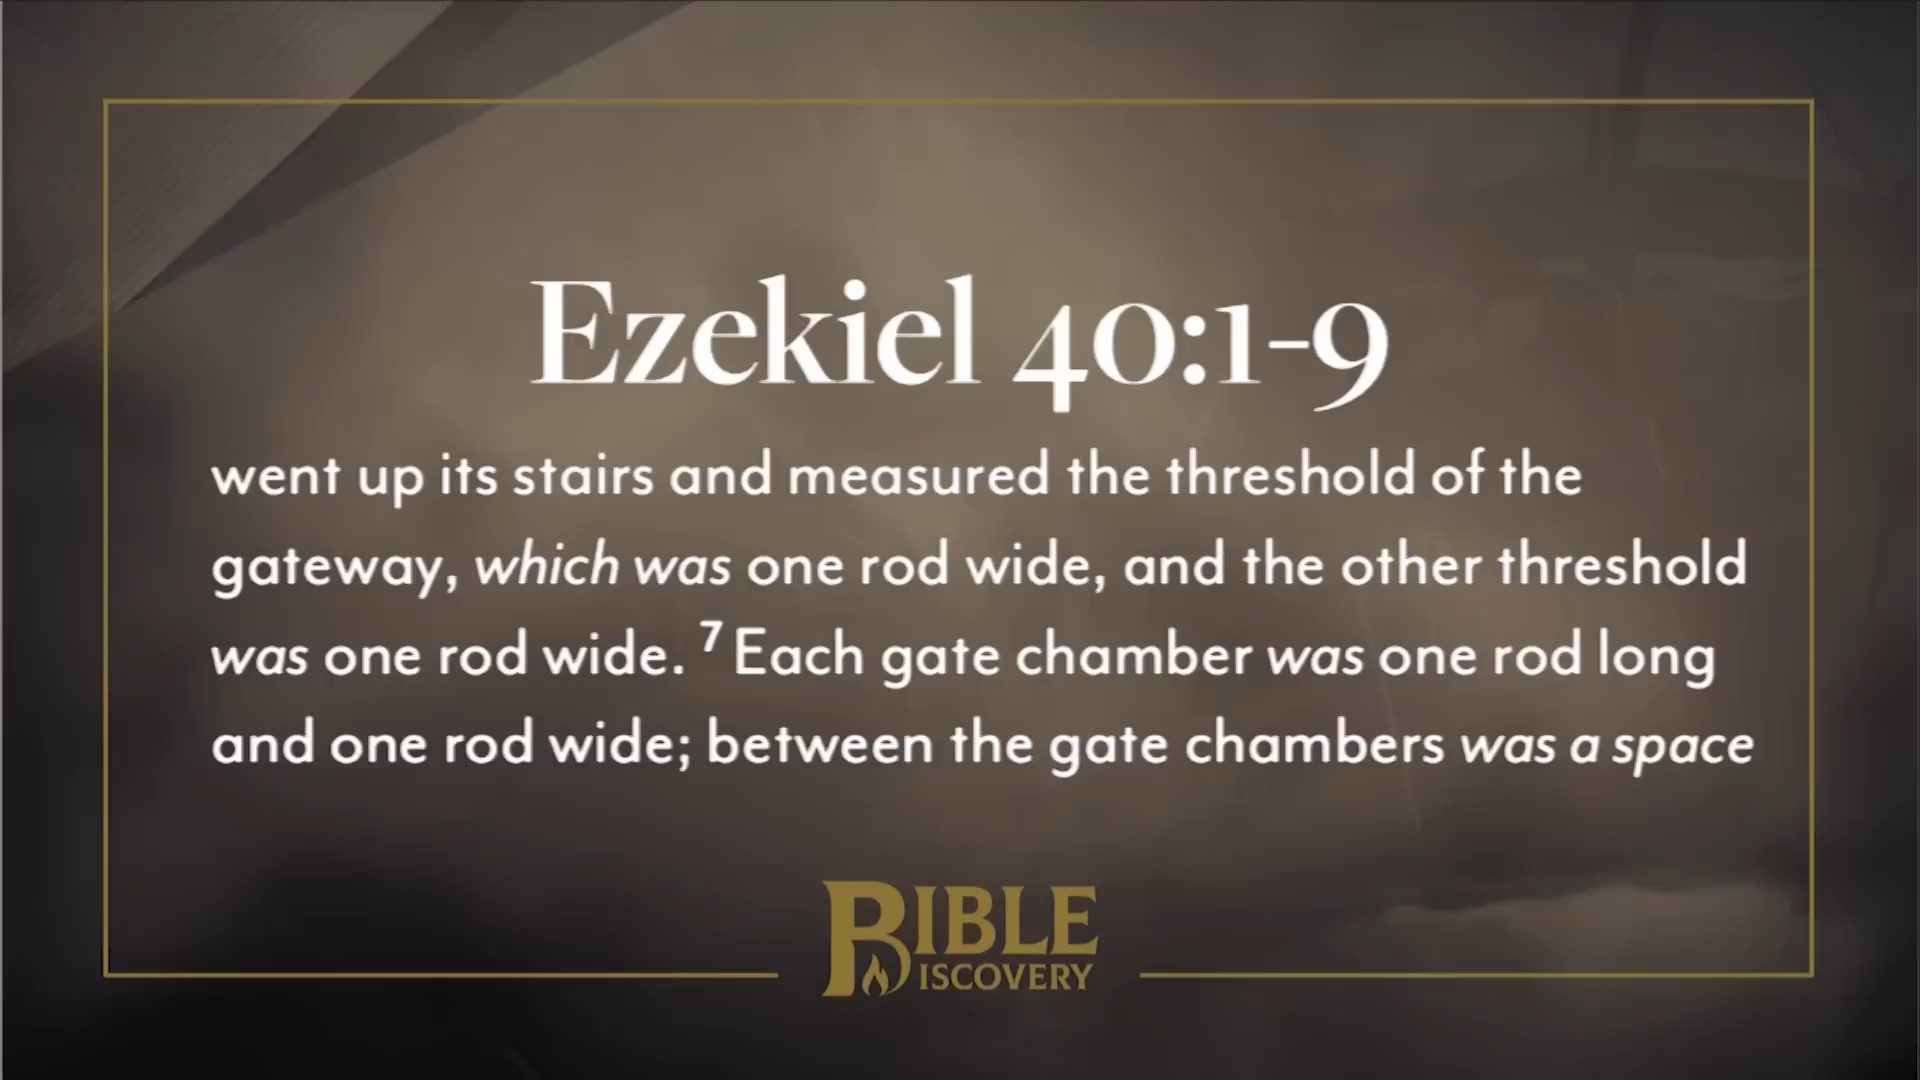 Ezekiel 40:1-9
went up its stairs and measured the threshold of the
gateway, which was one rod wide, and the other threshold
was one rod wide. ⁷ Each gate chamber was one rod long
and one rod wide; between the gate chambers was a space
BIBLE
DISCOVERY